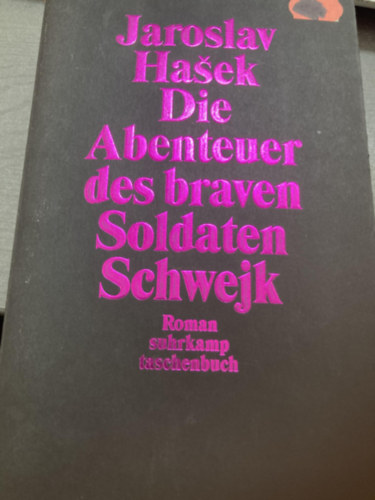 Jaroslav
Hašek
Die
Abenteuer
des braven
Soldaten
Schwejk
Roman
suhrkamp
taschenbuch